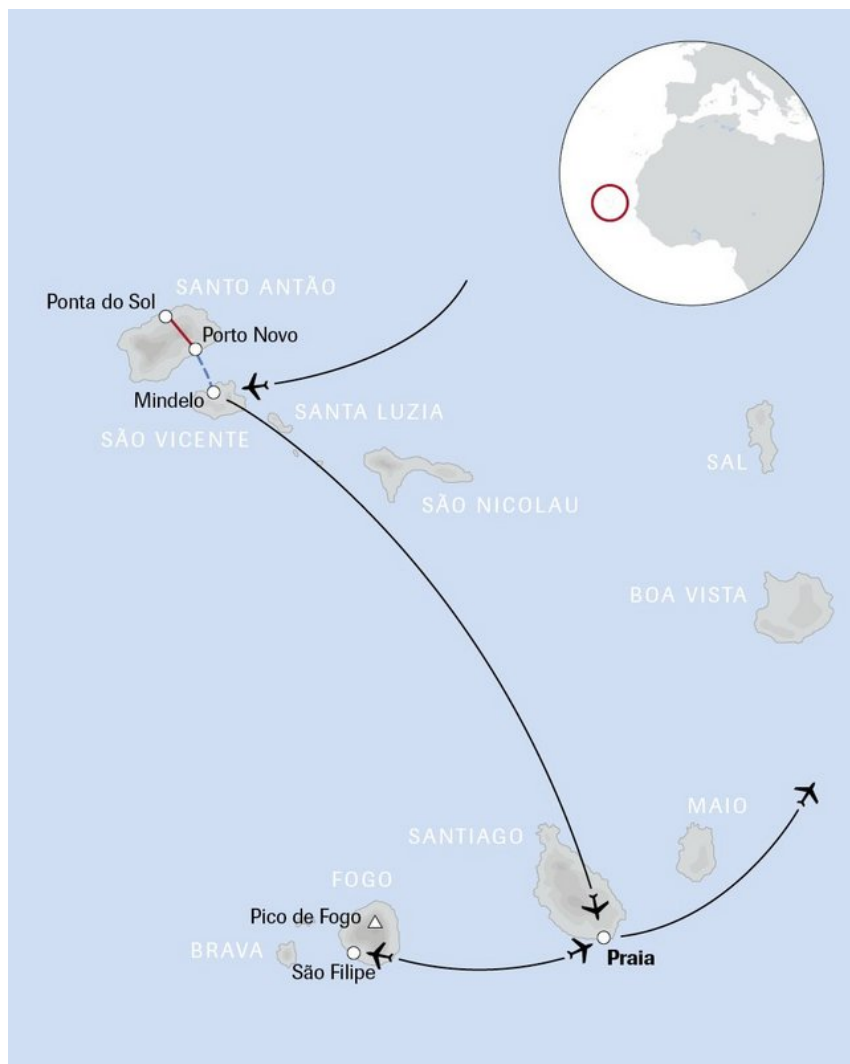 SANTO ANTÃO
Ponta do Sol
Porto Novo
Mindelo
SÃO VICENTE
SANTA LUZIA
SÃO NICOLAU
SAL
BOA VISTA
MAIO
SANTIAGO
FOGO
Pico de Fogo
BRAVA
São Filipe
Praia